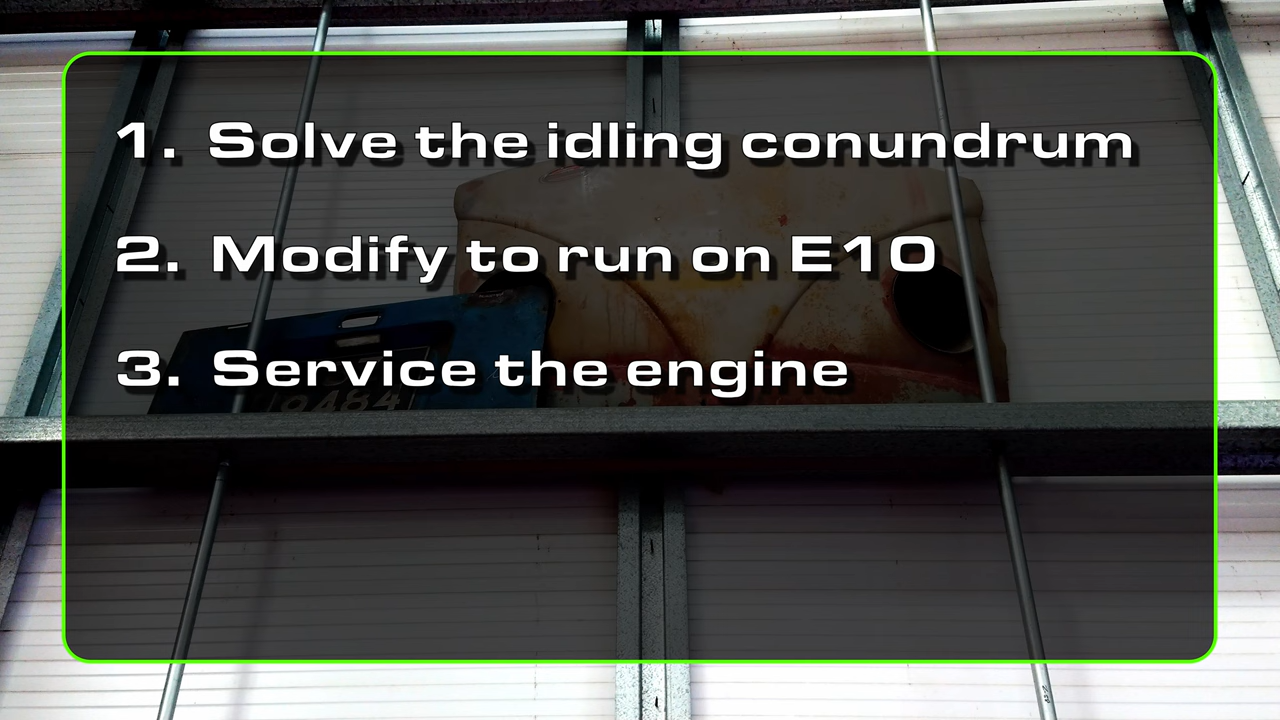 1. Solve the idling conundrum
2. Modify to run on E10
3. Service the engine